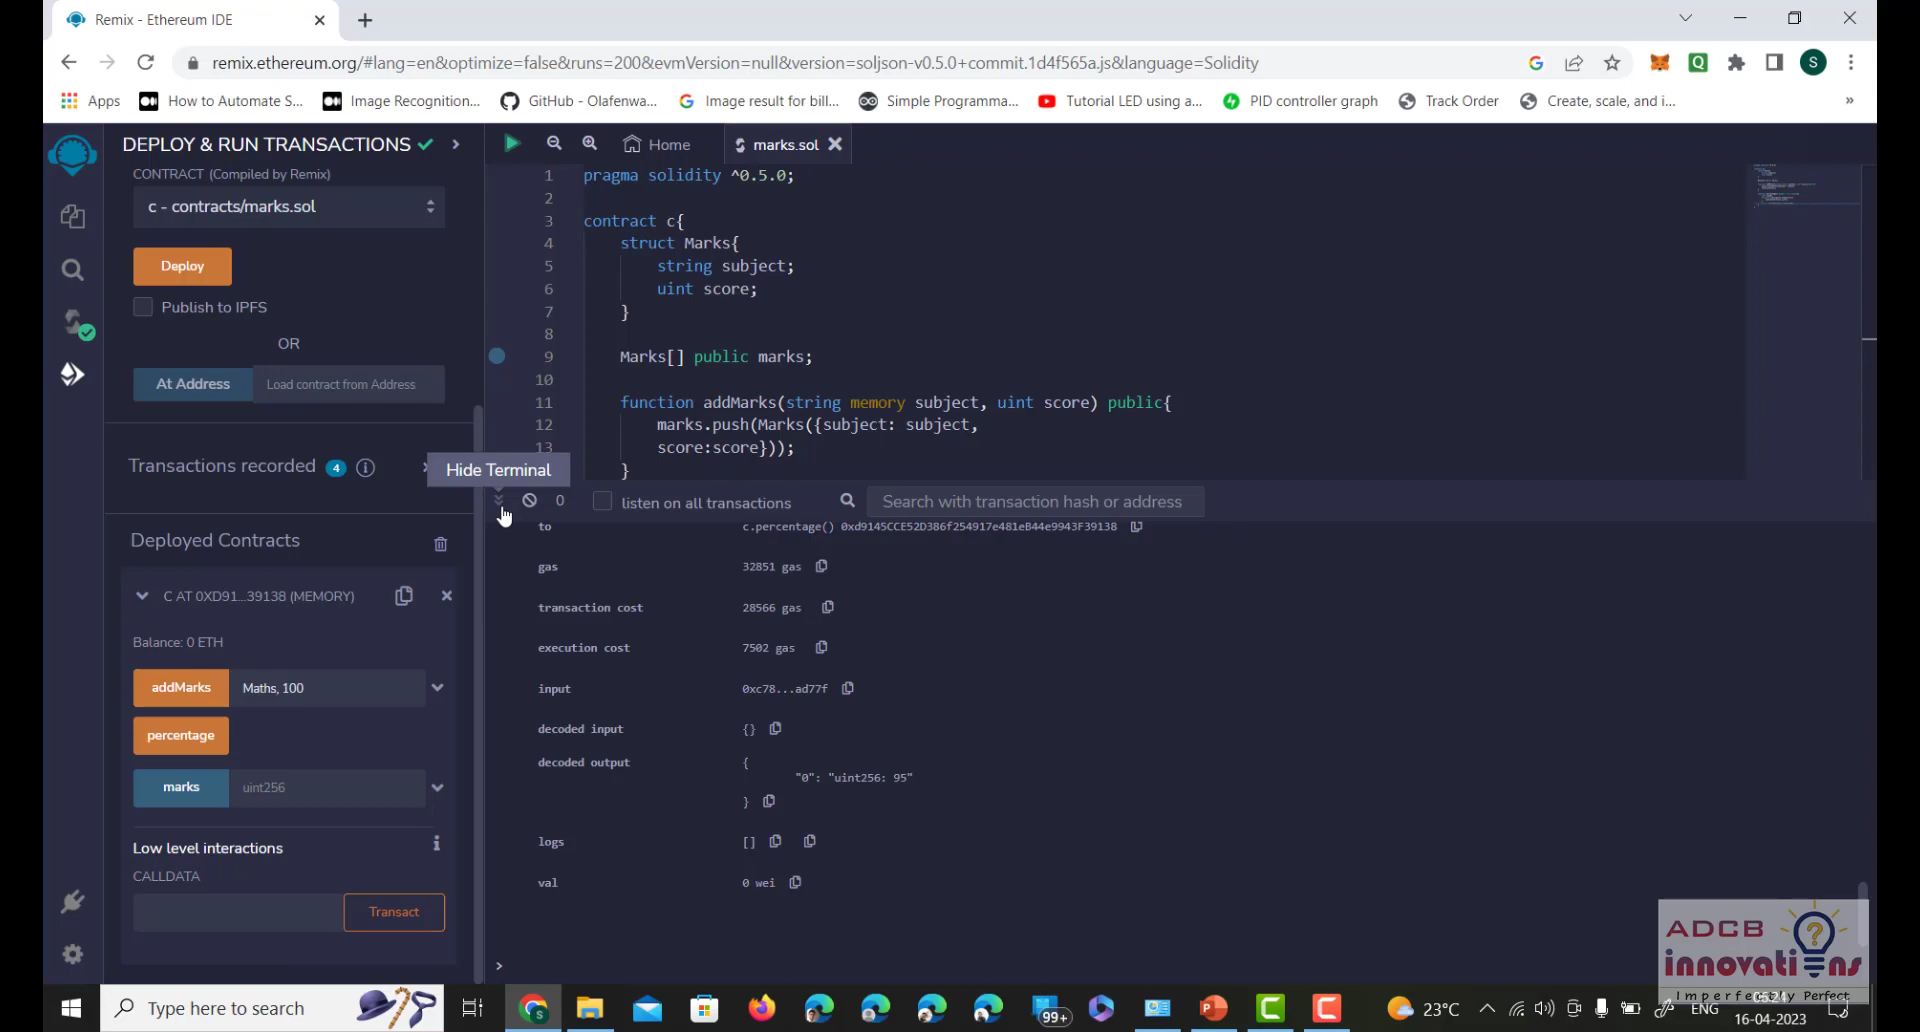 Remix - Ethereum IDE
remix.ethereum.org/#lang=en&optimize=false&runs=200&evmVersion=null&version=soljson-v0.5.0+commit.1d4f565a.js&language=Solidity
S
Apps How to Automate S... Image Recognition... GitHub - Olafenwa... Image result for bill... Simple Programma... Tutorial LED using a... PID controller graph Track Order Create, scale, and i... »
DEPLOY & RUN TRANSACTIONS
Home
marks.sol
CONTRACT (Compiled by Remix)
c - contracts/marks.sol
Deploy
Publish to IPFS
OR
At Address Load contract from Address
Transactions recorded 4
Hide Terminal
Deployed Contracts
C AT 0XD91...39138 (MEMORY)
Balance: 0 ETH
addMarks Maths, 100
percentage
marks uint256
Low level interactions
CALLDATA
Transact
1 pragma solidity ^0.5.0;
2
3 contract c{
4 struct Marks{
5 string subject;
6 uint score;
7 }
8
9 Marks[] public marks;
10
11 function addMarks(string memory subject, uint score) public{
12 marks.push(Marks({subject: subject,
13 score:score}));
}
0 listen on all transactions Search with transaction hash or address
to c.percentage() 0xd9145CCE52D386f254917e481eB44e9943F39138
gas 32851 gas
transaction cost 28566 gas
execution cost 7502 gas
input 0xc78...ad77f
decoded input {}
decoded output {
"0": "uint256: 95"
}
logs []
val 0 wei
>
ADCB
innovations
Imperfectly Perfect
Type here to search
99+
23°C
ENG
16-04-2023